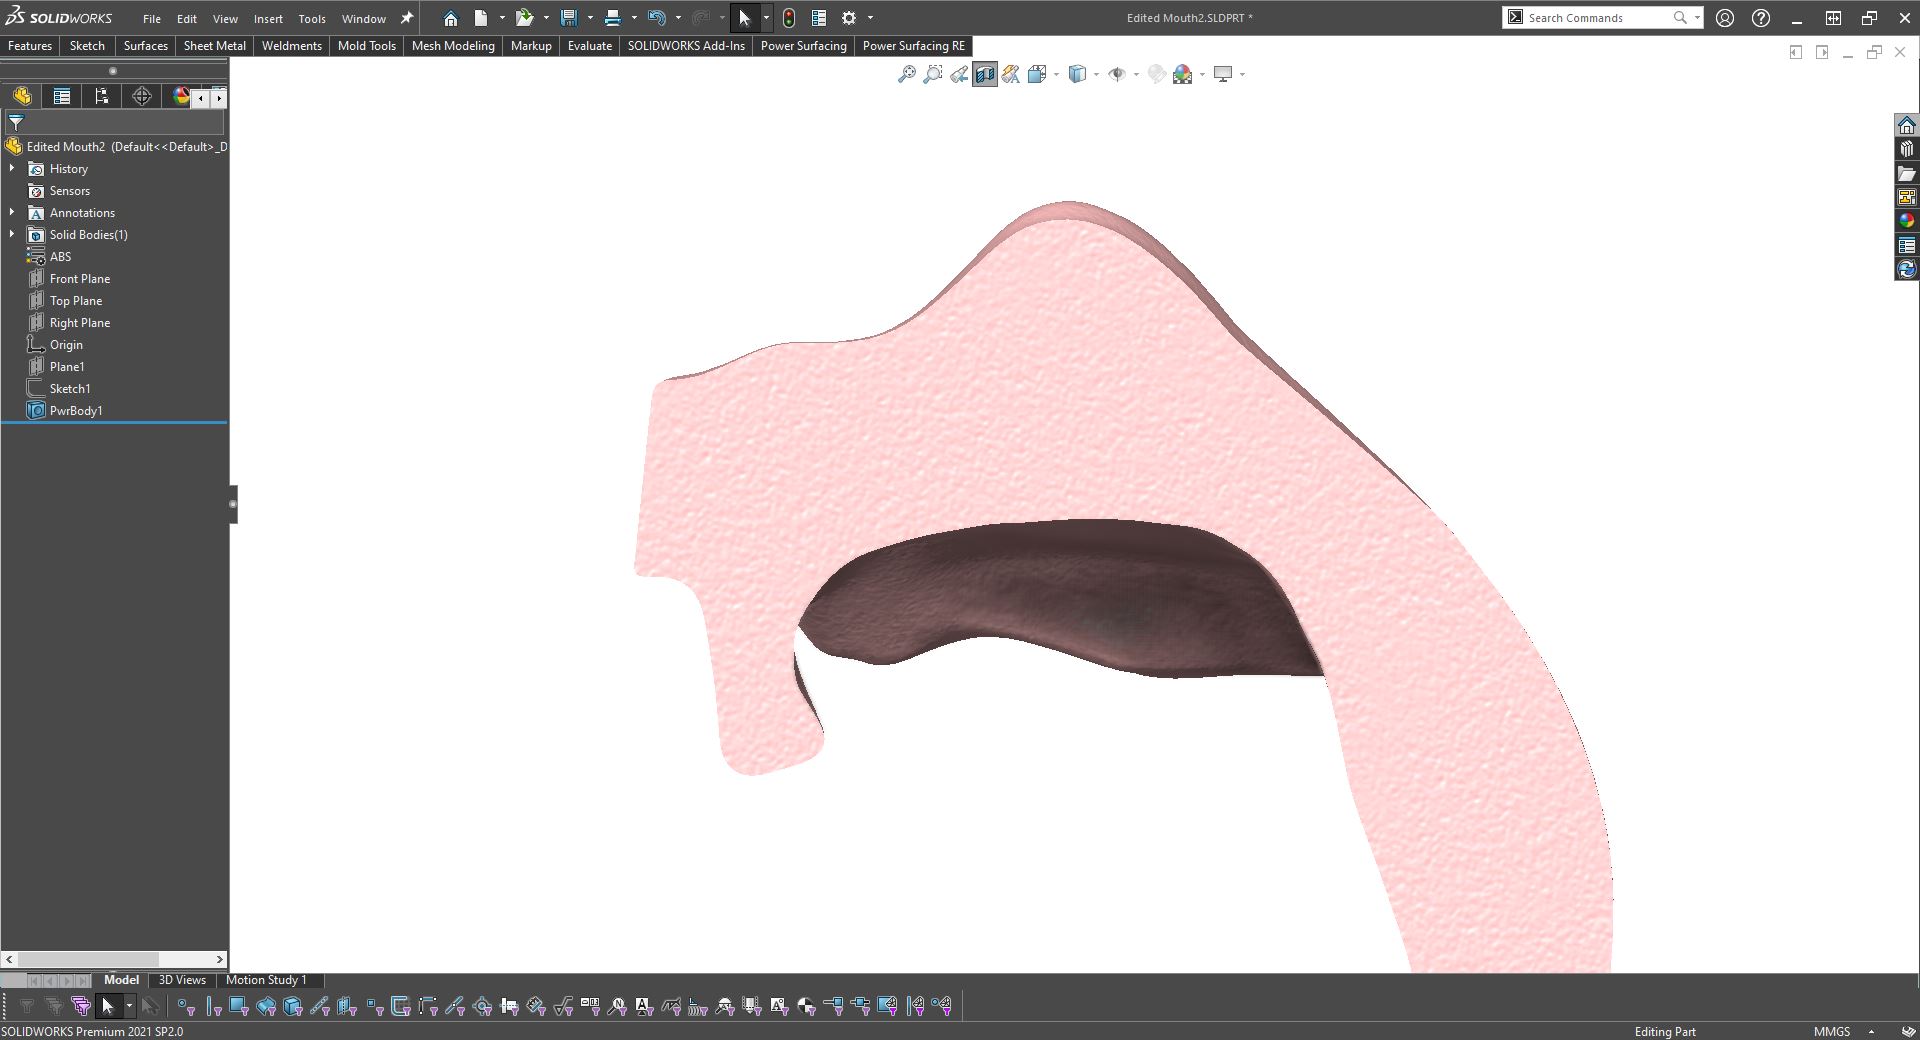 SOLIDWORKS File Edit View Insert Tools Window Edited Mouth2.SLDPRT * Search Commands
Features Sketch Surfaces Sheet Metal Weldments Mold Tools Mesh Modeling Markup Evaluate SOLIDWORKS Add-Ins Power Surfacing Power Surfacing RE
Edited Mouth2 (Default<<Default>_D
History
Sensors
Annotations
Solid Bodies(1)
ABS
Front Plane
Top Plane
Right Plane
Origin
Plane1
Sketch1
PwrBody1
Model 3D Views Motion Study 1
SOLIDWORKS Premium 2021 SP2.0 Editing Part MMGS